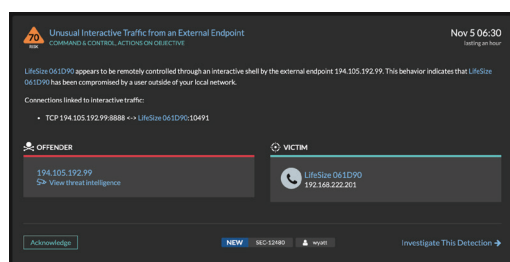 70
RISK
Unusual Interactive Traffic from an External Endpoint
COMMAND & CONTROL, ACTIONS ON OBJECTIVE
Nov 5 06:30
lasting an hour
LifeSize 061D90 appears to be remotely controlled through an interactive shell by the external endpoint 194.105.192.99. This behavior indicates that LifeSize
061D90 has been compromised by a user outside of your local network.
Connections linked to interactive traffic:
• TCP 194.105.192.99:8888 <-> LifeSize 061D90:10491
OFFENDER
194.105.192.99
View threat intelligence
VICTIM
LifeSize 061D90
192.168.222.201
Acknowledge
NEW SEC-12480 wyatt
Investigate This Detection →